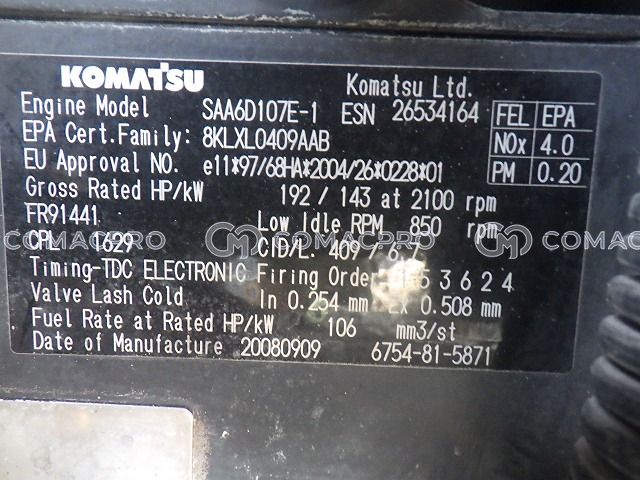 KOMATSU Komatsu Ltd.
Engine Model SAA6D107E-1 ESN 26534164 FEL EPA
EPA Cert.Family: 8KLXL0409AAB NOx 4.0
EU Approval NO. e11*97/68HA*2004/26*0228*01 PM 0.20
Gross Rated HP/kW 192 / 143 at 2100 rpm
FR91441 Low Idle RPM 850 rpm
CPL 1629 CID/L. 409 / 6.7
COMACPRO COMACPRO COMACPRO
Timing-TDC ELECTRONIC Firing Order 5 3 6 2 4
Valve Lash Cold In 0.254 mm Ex 0.508 mm
Fuel Rate at Rated HP/kW 106 mm3/st
Date of Manufacture 20080909 6754-81-5871